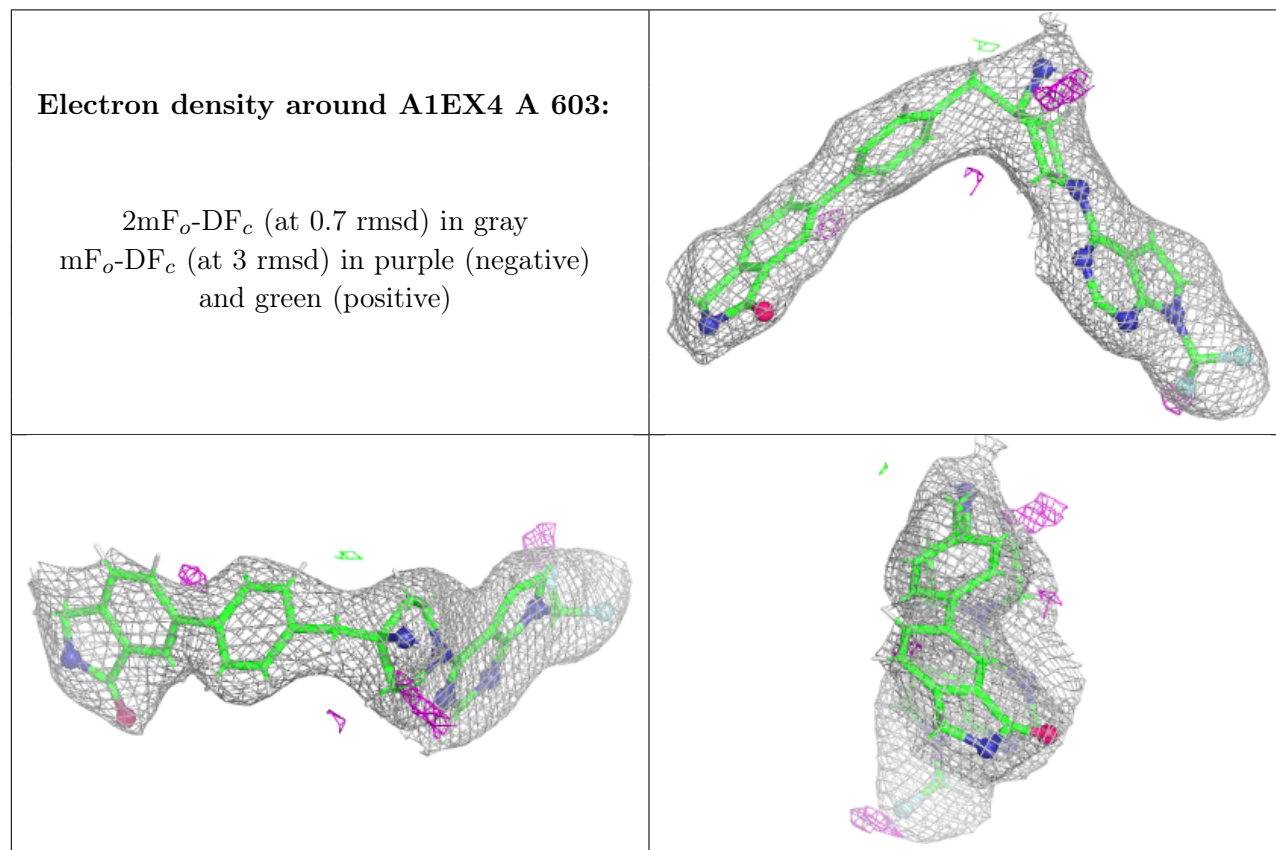 Electron density around A1EX4 A 603:
2mFo-DFc (at 0.7 rmsd) in gray
mFo-DFc (at 3 rmsd) in purple (negative)
and green (positive)